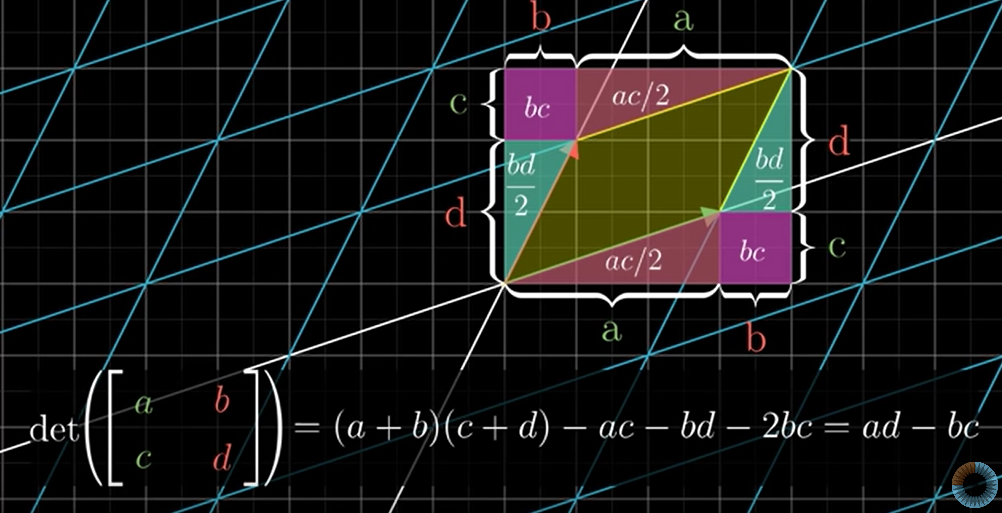 b a
c bc ac/2
d bd/2 bd/2 d
ac/2 bc c
a b
det([a b
c d]) = (a + b)(c + d) − ac − bd − 2bc = ad − bc